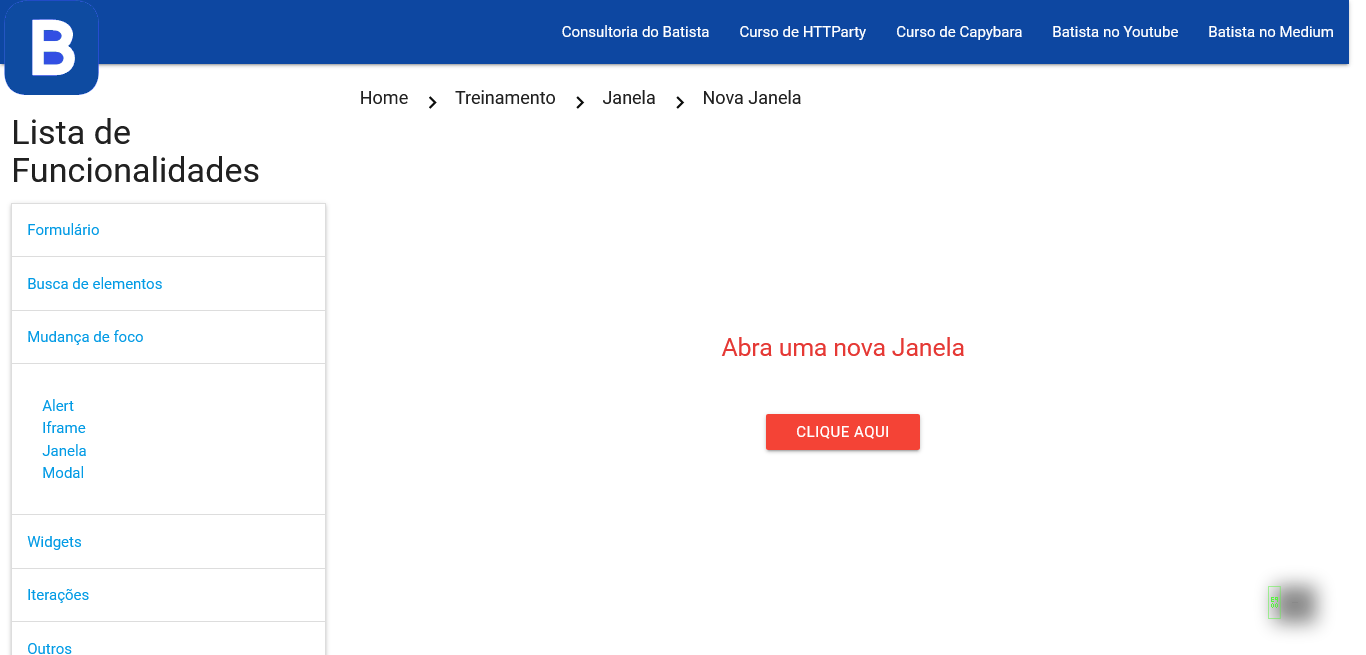 B
Consultoria do Batista
Curso de HTTParty
Curso de Capybara
Batista no Youtube
Batista no Medium
Home
Treinamento
Janela
Nova Janela
Lista de
Funcionalidades
Formulário
Busca de elementos
Mudança de foco
Alert
Iframe
Janela
Modal
Widgets
Iterações
Outros
Abra uma nova Janela
CLIQUE AQUI